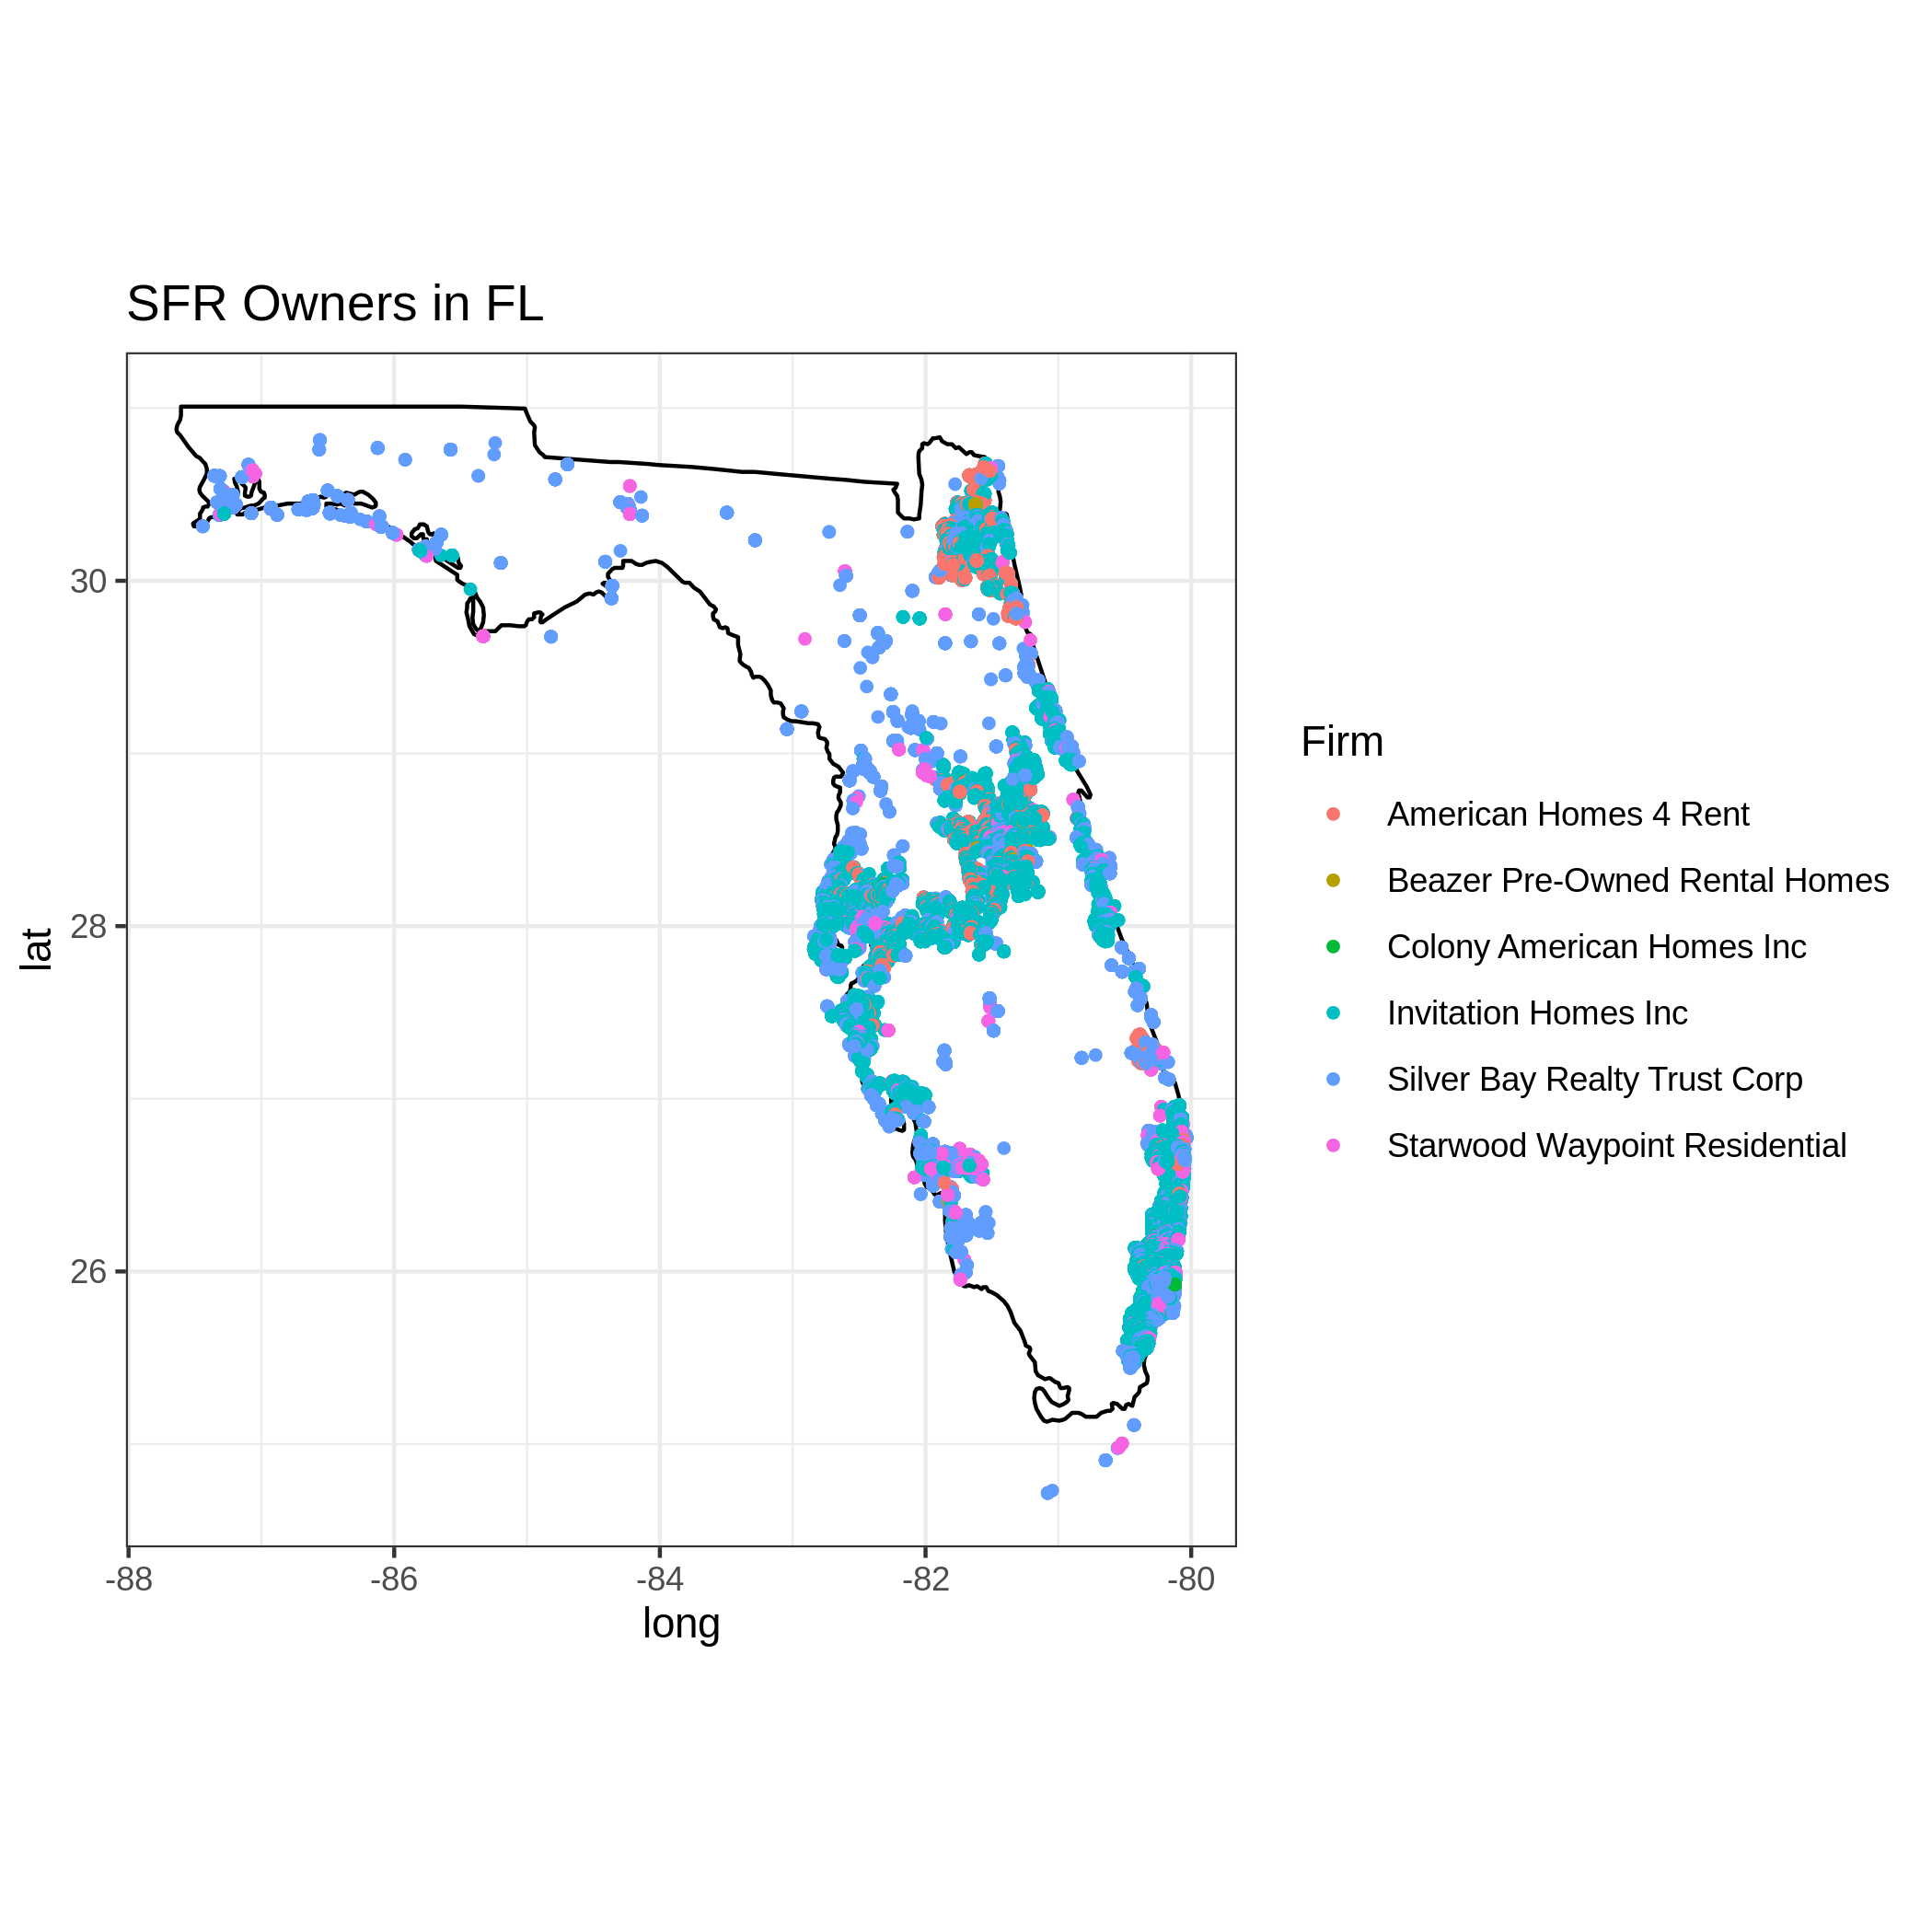 SFR Owners in FL
30
28
26
lat
-88
-86
-84
-82
-80
long
Firm
American Homes 4 Rent
Beazer Pre-Owned Rental Homes
Colony American Homes Inc
Invitation Homes Inc
Silver Bay Realty Trust Corp
Starwood Waypoint Residential